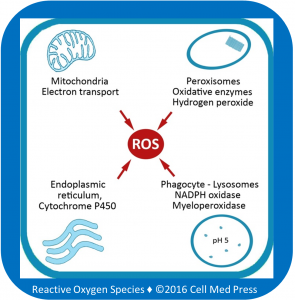 Mitochondria
Electron transport
Peroxisomes
Oxidative enzymes
Hydrogen peroxide
ROS
Endoplasmic
reticulum,
Cytochrome P450
Phagocyte - Lysosomes
NADPH oxidase
Myeloperoxidase
pH 5
Reactive Oxygen Species ♦ ©2016 Cell Med Press